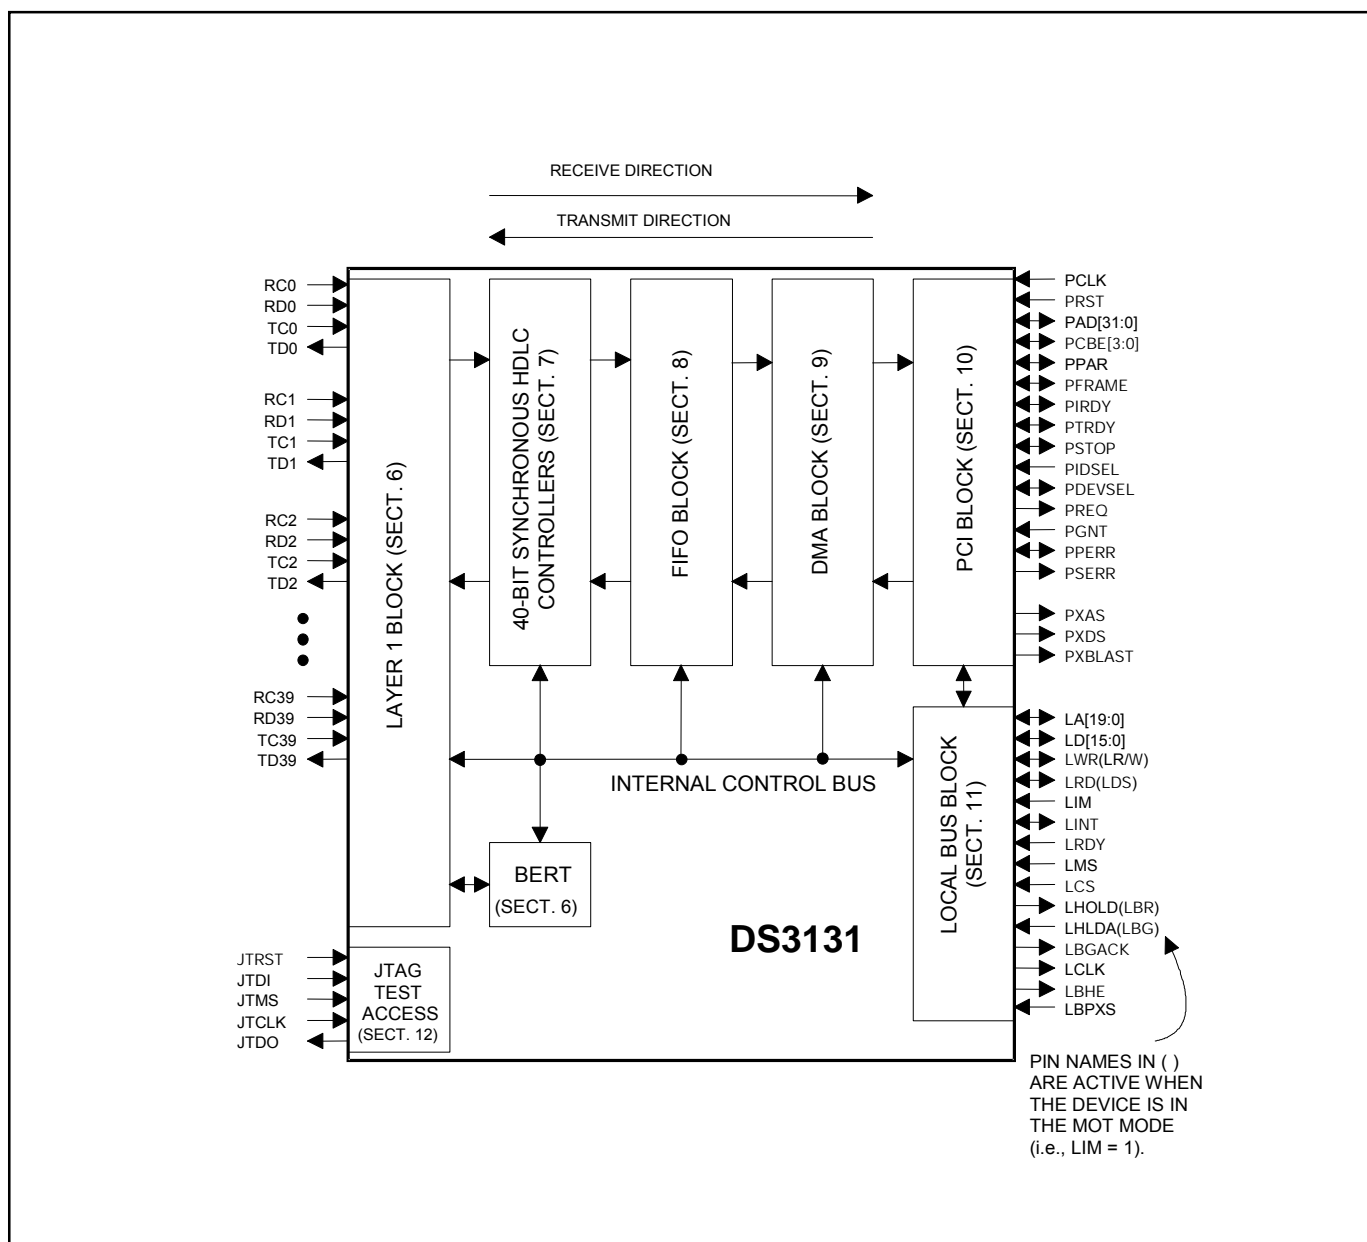 RECEIVE DIRECTION
TRANSMIT DIRECTION
RC0
RD0
TC0
TD0
RC1
RD1
TC1
TD1
RC2
RD2
TC2
TD2
RC39
RD39
TC39
TD39
JTRST
JTDI
JTMS
JTCLK
JTDO
LAYER 1 BLOCK (SECT. 6)
40-BIT SYNCHRONOUS HDLC
CONTROLLERS (SECT. 7)
FIFO BLOCK (SECT. 8)
DMA BLOCK (SECT. 9)
PCI BLOCK (SECT. 10)
INTERNAL CONTROL BUS
BERT
(SECT. 6)
LOCAL BUS BLOCK
(SECT. 11)
DS3131
JTAG
TEST
ACCESS
(SECT. 12)
PCLK
PRST
PAD[31:0]
PCBE[3:0]
PPAR
PFRAME
PIRDY
PTRDY
PSTOP
PIDSEL
PDEVSEL
PREQ
PGNT
PPERR
PSERR
PXAS
PXDS
PXBLAST
LA[19:0]
LD[15:0]
LWR(LR/W)
LRD(LDS)
LIM
LINT
LRDY
LMS
LCS
LHOLD(LBR)
LHLDA(LBG)
LBGACK
LCLK
LBHE
LBPXS
PIN NAMES IN ( )
ARE ACTIVE WHEN
THE DEVICE IS IN
THE MOT MODE
(i.e., LIM = 1).